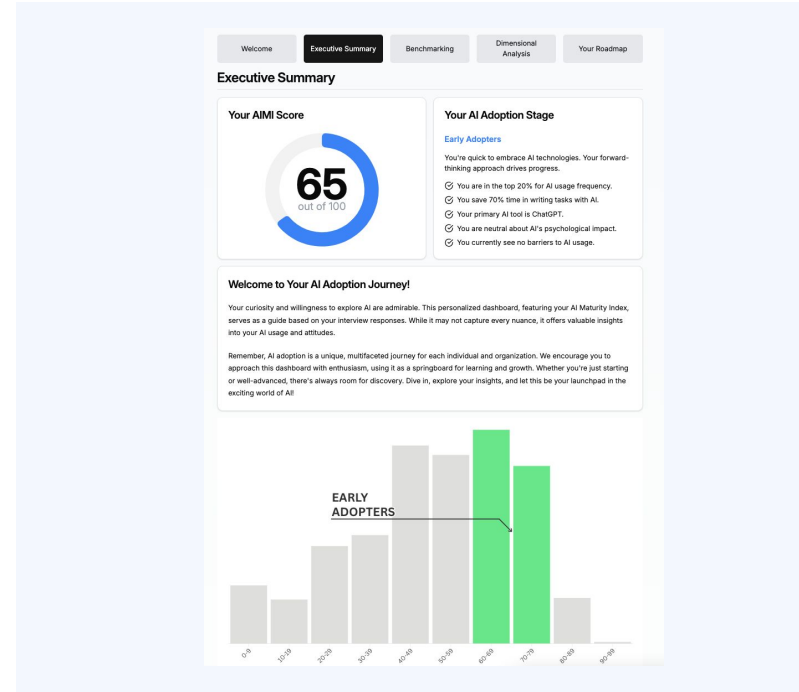 Welcome
Executive Summary
Benchmarking
Dimensional
Analysis
Your Roadmap
Executive Summary
Your AIMI Score
65
out of 100
Your AI Adoption Stage
Early Adopters
You're quick to embrace AI technologies. Your forward-
thinking approach drives progress.
You are in the top 20% for AI usage frequency.
You save 70% time in writing tasks with AI.
Your primary AI tool is ChatGPT.
You are neutral about AI's psychological impact.
You currently see no barriers to AI usage.
Welcome to Your AI Adoption Journey!
Your curiosity and willingness to explore AI are admirable. This personalized dashboard, featuring your AI Maturity Index,
serves as a guide based on your interview responses. While it may not capture every nuance, it offers valuable insights
into your AI usage and attitudes.
Remember, AI adoption is a unique, multifaceted journey for each individual and organization. We encourage you to
approach this dashboard with enthusiasm, using it as a springboard for learning and growth. Whether you're just starting
or well-advanced, there's always room for discovery. Dive in, explore your insights, and let this be your launchpad in the
exciting world of AI!
EARLY
ADOPTERS
0-9
10-19
20-29
30-39
40-49
50-59
60-69
70-79
80-89
90-99